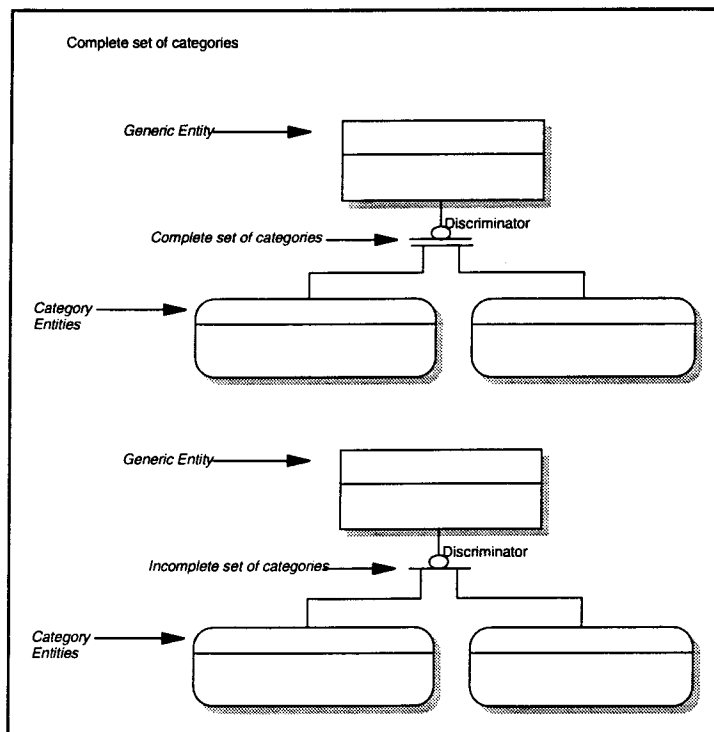 Complete set of categories
Generic Entity
Discriminator
Complete set of categories
Category
Entities
Generic Entity
Discriminator
Incomplete set of categories
Category
Entities